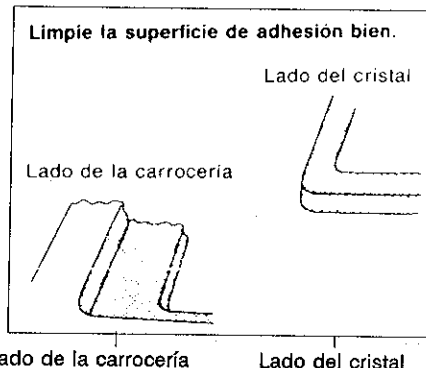 Limpie la superficie de adhesión bien.
Lado del cristal
Lado de la carrocería
Lado de la carrocería
Lado del cristal